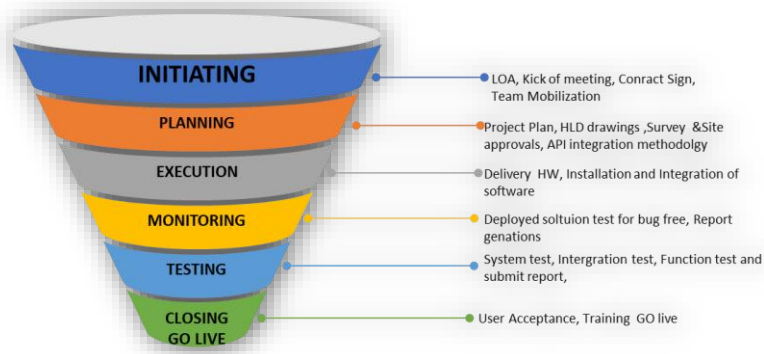 INITIATING
LOA, Kick of meeting, Conract Sign,
Team Mobilization
PLANNING
Project Plan, HLD drawings ,Survey &Site
approvals, API integration methodolgy
EXECUTION
Delivery HW, Installation and Integration of
software
MONITORING
Deployed soltuion test for bug free, Report
genations
TESTING
System test, Intergration test, Function test and
submit report,
CLOSING
GO LIVE
User Acceptance, Training GO live